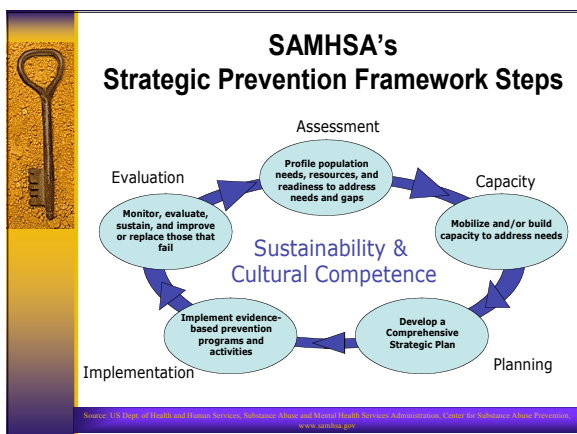 SAMHSA's
Strategic Prevention Framework Steps
Assessment
Profile population
needs, resources, and
readiness to address
needs and gaps
Evaluation
Capacity
Monitor, evaluate,
sustain, and improve
or replace those that
fail
Mobilize and/or build
capacity to address needs
Sustainability &
Cultural Competence
Implement evidence-
based prevention
programs and
activities
Develop a
Comprehensive
Strategic Plan
Implementation
Planning
Source: US Dept. of Health and Human Services, Substance Abuse and Mental Health Services Administration, Center for Substance Abuse Prevention,
www.samhsa.gov